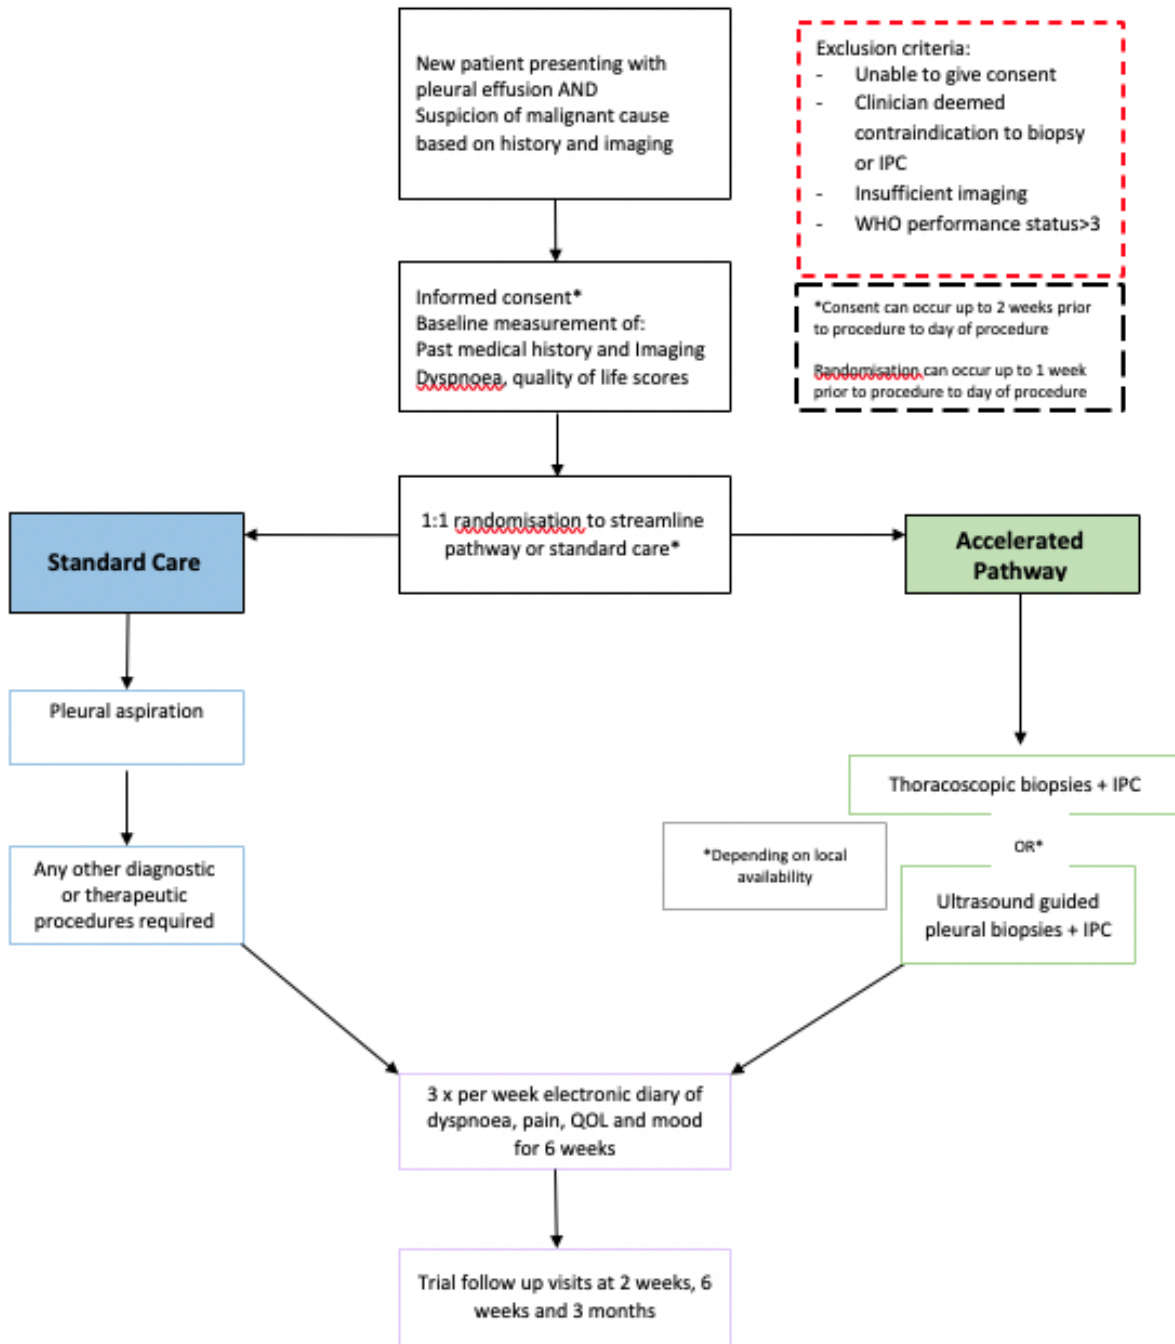 New patient presenting with
pleural effusion AND
Suspicion of malignant cause
based on history and imaging
Exclusion criteria:
- Unable to give consent
- Clinician deemed
contraindication to biopsy
or IPC
- Insufficient imaging
- WHO performance status>3
Informed consent*
Baseline measurement of:
Past medical history and Imaging
Dyspnoea, quality of life scores
*Consent can occur up to 2 weeks prior
to procedure to day of procedure
Randomisation can occur up to 1 week
prior to procedure to day of procedure
1:1 randomisation to streamline
pathway or standard care*
Standard Care
Accelerated
Pathway
Pleural aspiration
Any other diagnostic
or therapeutic
procedures required
Thoracoscopic biopsies + IPC
OR*
*Depending on local
availability
Ultrasound guided
pleural biopsies + IPC
3 x per week electronic diary of
dyspnoea, pain, QOL and mood
for 6 weeks
Trial follow up visits at 2 weeks, 6
weeks and 3 months